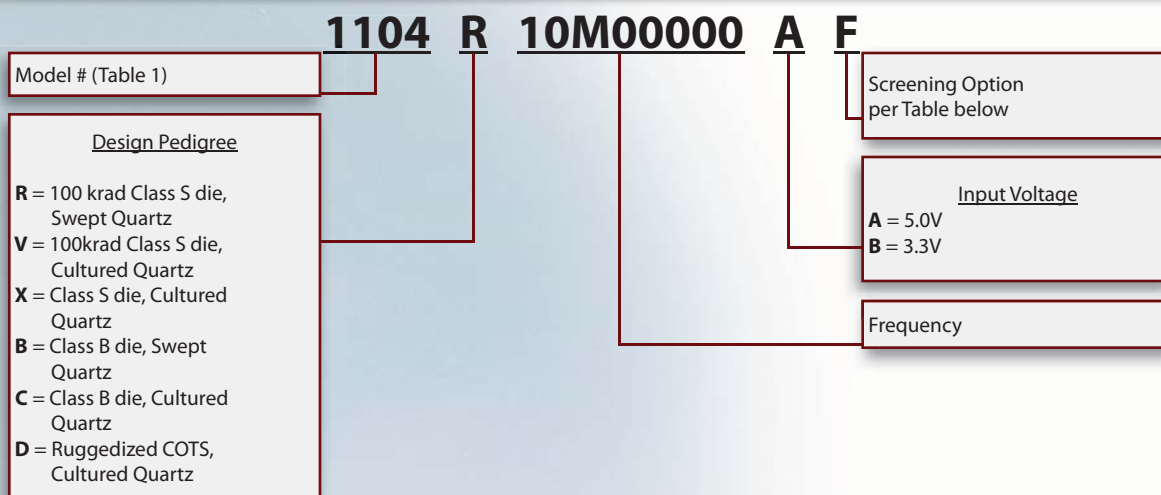 1104 R 10M00000 A F
Model # (Table 1)
Design Pedigree
R = 100 krad Class S die,
Swept Quartz
V = 100krad Class S die,
Cultured Quartz
X = Class S die, Cultured
Quartz
B = Class B die, Swept
Quartz
C = Class B die, Cultured
Quartz
D = Ruggedized COTS,
Cultured Quartz
Screening Option
per Table below
Input Voltage
A = 5.0V
B = 3.3V
Frequency